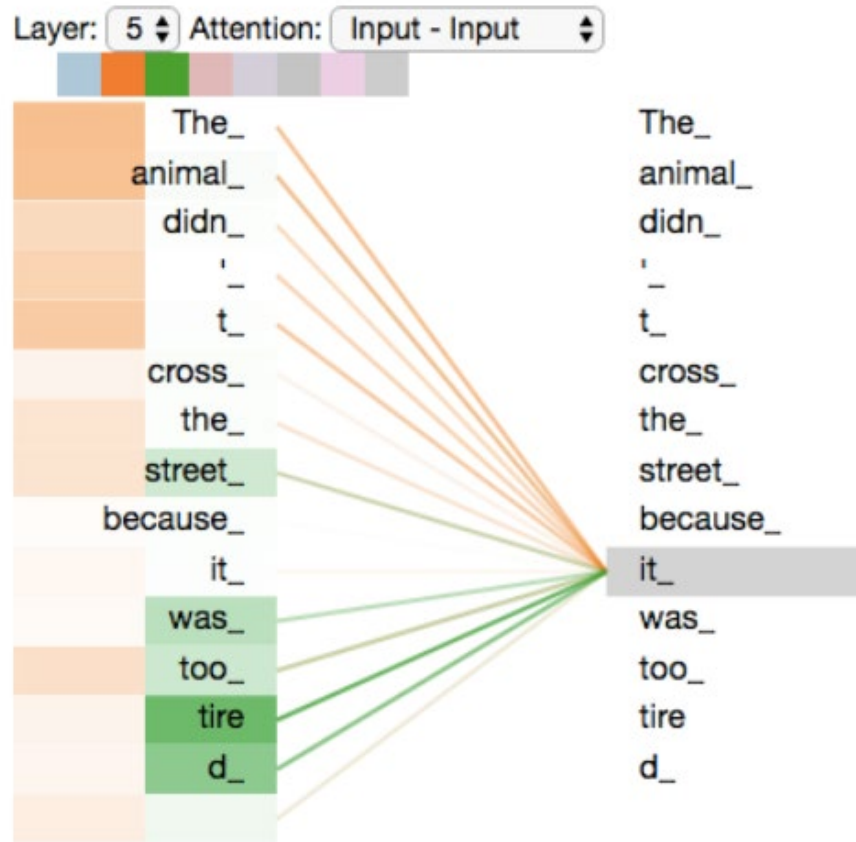 Layer: 5 Attention: Input - Input
The_ The_
animal_ animal_
didn_ didn_
'_ '_
t_ t_
cross_ cross_
the_ the_
street_ street_
because_ because_
it_ it_
was_ was_
too_ too_
tire tire
d_ d_